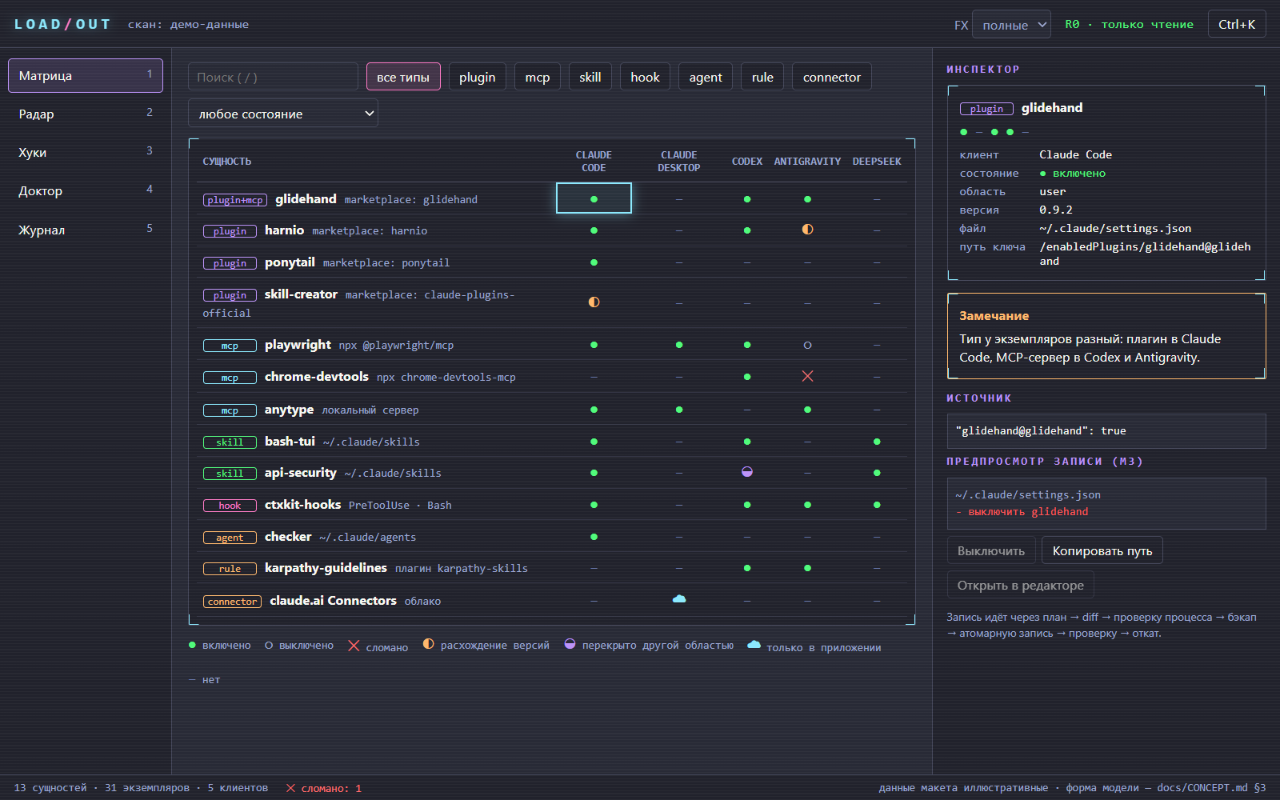 LOAD/OUT скан: демо-данные FX полные R0 · только чтение Ctrl+K
Матрица 1
Радар 2
Хуки 3
Доктор 4
Журнал 5
Поиск ( / ) все типы plugin mcp skill hook agent rule connector
любое состояние
СУЩНОСТЬ CLAUDE CODE CLAUDE DESKTOP CODEX ANTIGRAVITY DEEPSEEK
plugin+mcp glidehand marketplace: glidehand ● — ● ● —
plugin harnio marketplace: harnio ● — ● ◐ —
plugin ponytail marketplace: ponytail ● — — — —
plugin skill-creator marketplace: claude-plugins-
official ◐ — — — —
mcp playwright npx @playwright/mcp ● ● ● ○ —
mcp chrome-devtools npx chrome-devtools-mcp — — ● ✕ —
mcp anytype локальный сервер ● ● — ● —
skill bash-tui ~/.claude/skills ● — ● — ●
skill api-security ~/.claude/skills ● — ◒ — ●
hook ctxkit-hooks PreToolUse · Bash ● — ● ● ●
agent checker ~/.claude/agents ● — — — —
rule karpathy-guidelines плагин karpathy-skills — — ● ● —
connector claude.ai Connectors облако — ☁ — — —
● включено ○ выключено ✕ сломано ◐ расхождение версий ◒ перекрыто другой областью ☁ только в приложении
— нет
ИНСПЕКТОР
plugin glidehand
● — ● ● —
клиент Claude Code
состояние ● включено
область user
версия 0.9.2
файл ~/.claude/settings.json
путь ключа /enabledPlugins/glidehand@glideh
and
Замечание
Тип у экземпляров разный: плагин в Claude
Code, MCP-сервер в Codex и Antigravity.
ИСТОЧНИК
"glidehand@glidehand": true
ПРЕДПРОСМОТР ЗАПИСИ (M3)
~/.claude/settings.json
- выключить glidehand
Выключить Копировать путь
Открыть в редакторе
Запись идёт через план → diff → проверку процесса → бэкап
→ атомарную запись → проверку → откат.
13 сущностей · 31 экземпляров · 5 клиентов ✕ сломано: 1 данные макета иллюстративные · форма модели — docs/CONCEPT.md §3